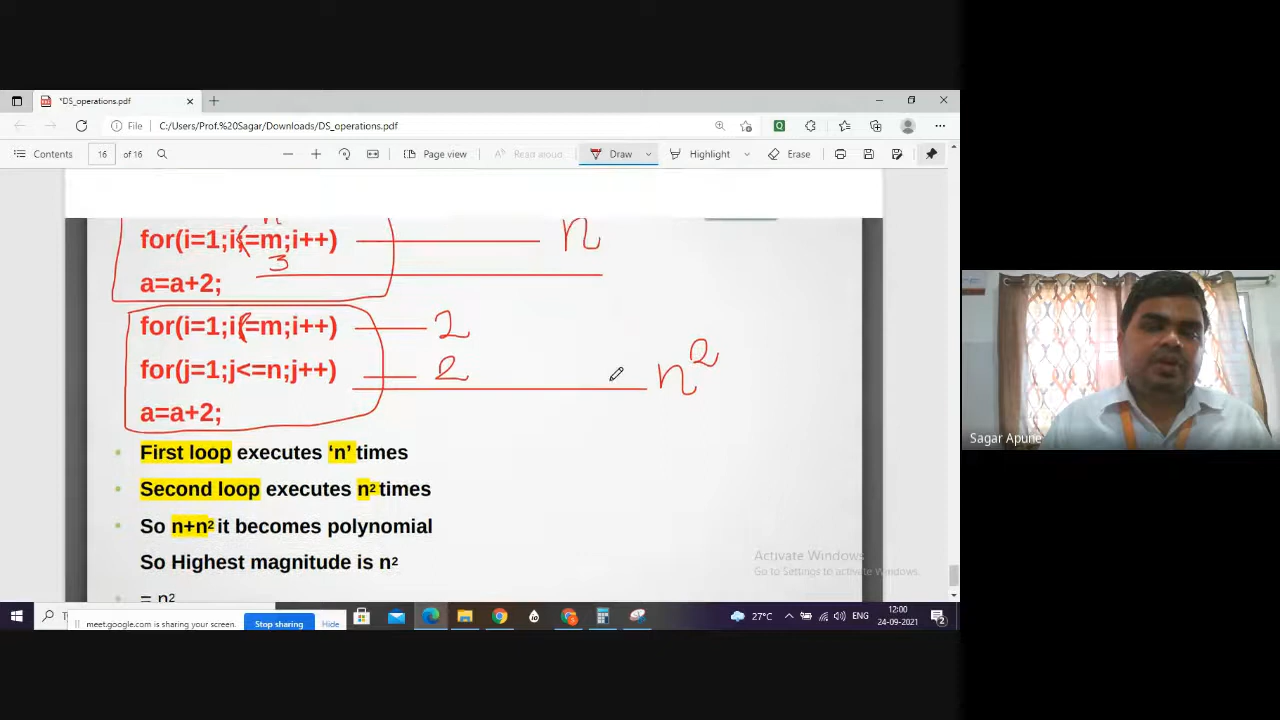 *DS_operations.pdf
File C:/Users/Prof.%20Sagar/Downloads/DS_operations.pdf
Contents 16 of 16 Page view Read aloud Draw Highlight Erase
for(i=1;i<=m;i++) n
3
a=a+2;
for(i=1;i<=m;i++) 2
for(j=1;j<=n;j++) 2 n²
a=a+2;
• First loop executes ‘n’ times
• Second loop executes n² times
• So n+n² it becomes polynomial
So Highest magnitude is n²
• = n²
Activate Windows
Go to Settings to activate Windows.
Sagar Apune
meet.google.com is sharing your screen. Stop sharing Hide
27°C ENG 12:00
24-09-2021
2